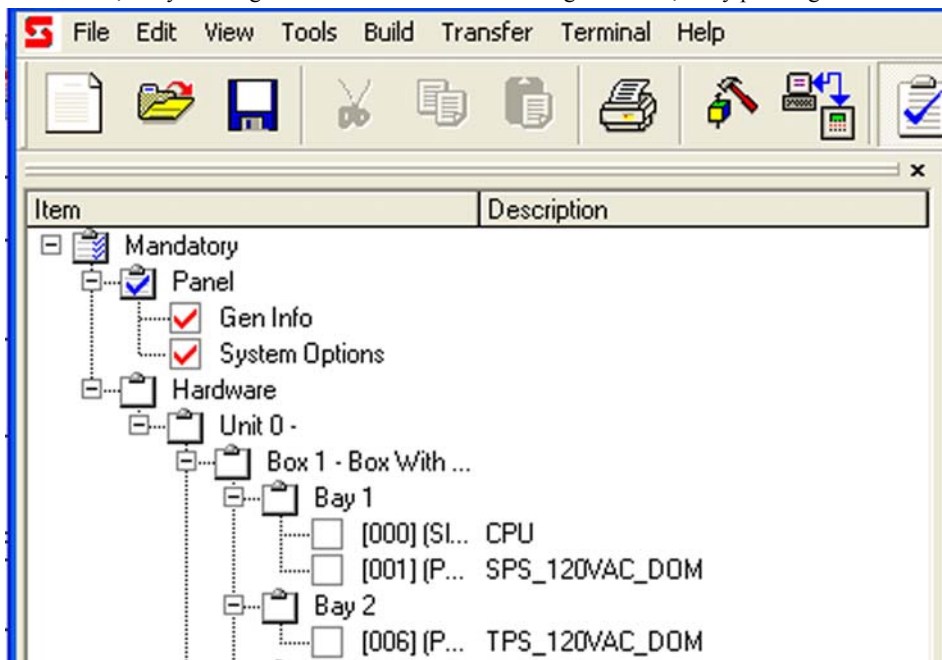 File Edit View Tools Build Transfer Terminal Help
Item Description
Mandatory
Panel
Gen Info
System Options
Hardware
Unit 0 -
Box 1 - Box With ...
Bay 1
[000] (Sl... CPU
[001] (P... SPS_120VAC_DOM
Bay 2
[006] (P... TPS_120VAC_DOM